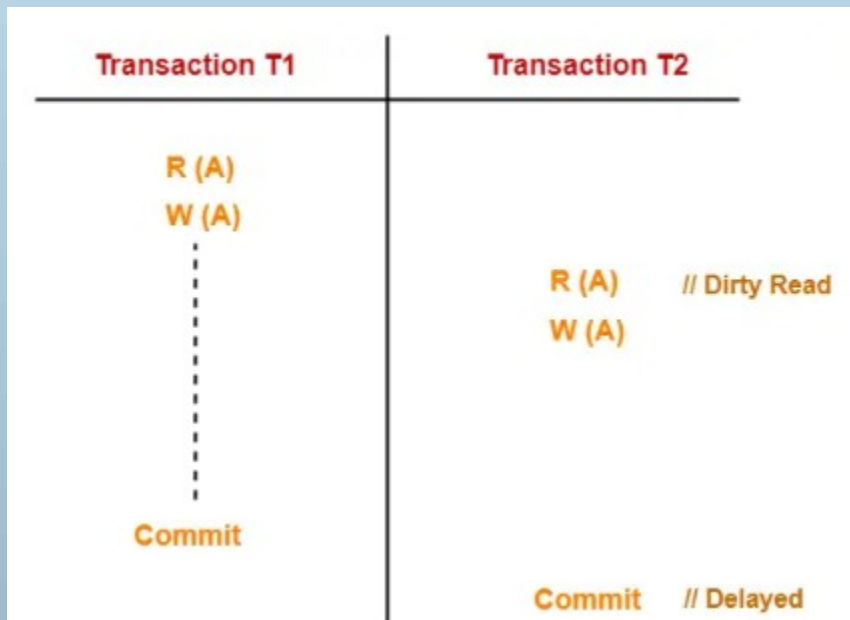 Transaction T1 Transaction T2
R (A)
W (A)
R (A) // Dirty Read
W (A)
Commit
Commit // Delayed